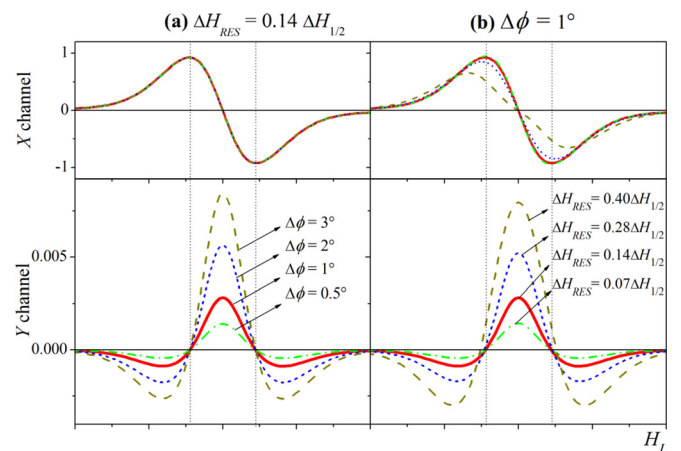 (a) ΔH_RES = 0.14 ΔH_1/2
(b) Δϕ = 1°
X channel
1
0
-1
Y channel
0.005
0.000
Δϕ = 3°
Δϕ = 2°
Δϕ = 1°
Δϕ = 0.5°
ΔH_RES = 0.40ΔH_1/2
ΔH_RES = 0.28ΔH_1/2
ΔH_RES = 0.14ΔH_1/2
ΔH_RES = 0.07ΔH_1/2